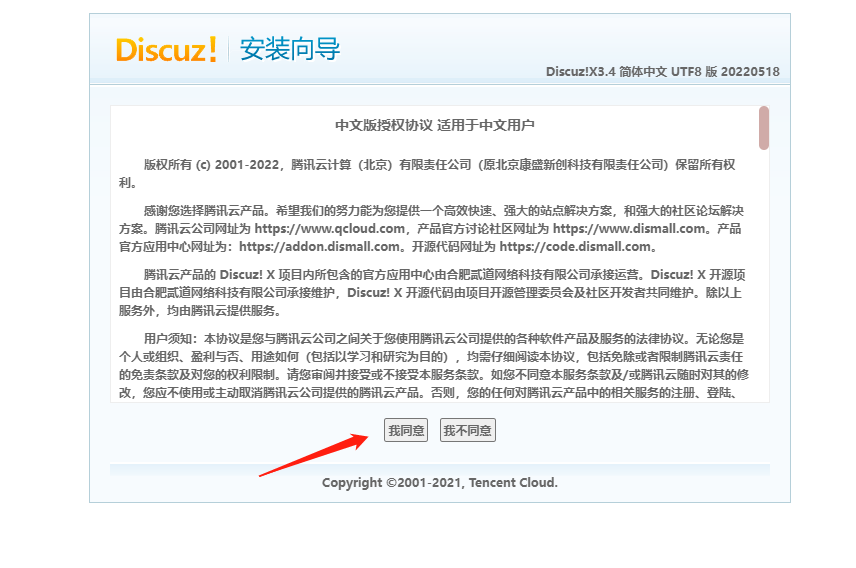 Discuz! 安装向导
Discuz!X3.4 简体中文 UTF8 版 20220518
中文版授权协议 适用于中文用户
版权所有 (c) 2001-2022，腾讯云计算（北京）有限责任公司（原北京康盛新创科技有限责任公司）保留所有权
利。
感谢您选择腾讯云产品。希望我们的努力能为您提供一个高效快速、强大的站点解决方案，和强大的社区论坛解决
方案。腾讯云公司网址为 https://www.qcloud.com，产品官方讨论社区网址为 https://www.dismall.com。产品
官方应用中心网址为：https://addon.dismall.com。开源代码网址为 https://code.dismall.com。
腾讯云产品的 Discuz! X 项目内所包含的官方应用中心由合肥贰道网络科技有限公司承接运营。Discuz! X 开源项
目由合肥贰道网络科技有限公司承接维护，Discuz! X 开源代码由项目开源管理委员会及社区开发者共同维护。除以上
服务外，均由腾讯云提供服务。
用户须知：本协议是您与腾讯云公司之间关于您使用腾讯云公司提供的各种软件产品及服务的法律协议。无论您是
个人或组织、盈利与否、用途如何（包括以学习和研究为目的），均需仔细阅读本协议，包括免除或者限制腾讯云责任
的免责条款及对您的权利限制。请您审阅并接受或不接受本服务条款。如您不同意本服务条款及/或腾讯云随时对其的修
改，您应不使用或主动取消腾讯云公司提供的腾讯云产品。否则，您的任何对腾讯云产品中的相关服务的注册、登陆、
我同意 我不同意
Copyright ©2001-2021, Tencent Cloud.